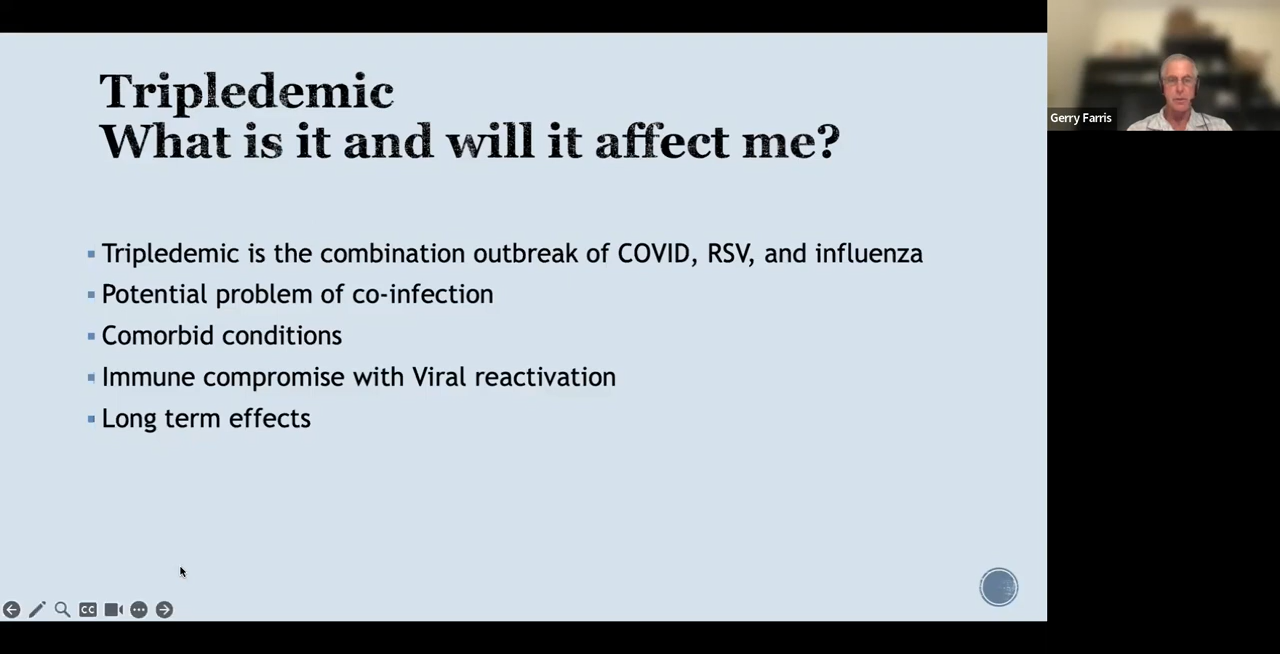 Tripledemic
What is it and will it affect me?
Tripledemic is the combination outbreak of COVID, RSV, and influenza
Potential problem of co-infection
Comorbid conditions
Immune compromise with Viral reactivation
Long term effects
Gerry Farris
CC